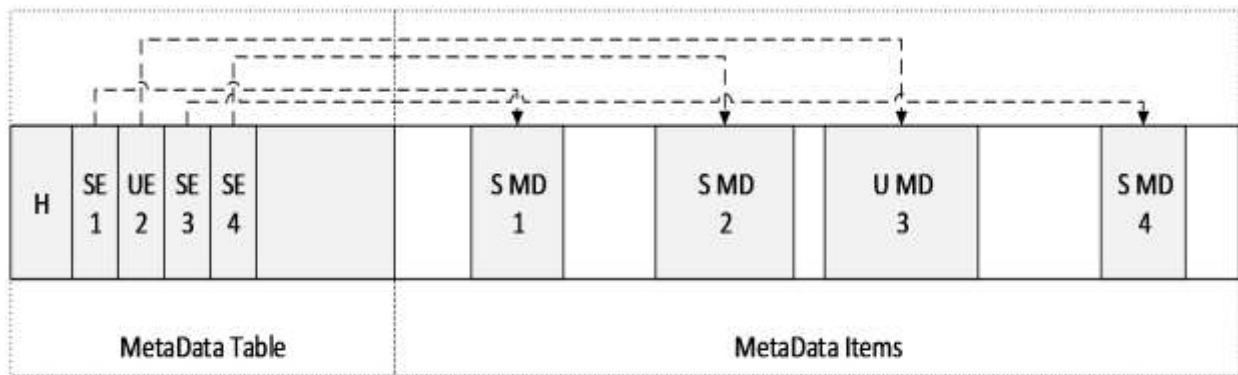 H
SE
1
UE
2
SE
3
SE
4
S MD
1
S MD
2
U MD
3
S MD
4
MetaData Table
MetaData Items